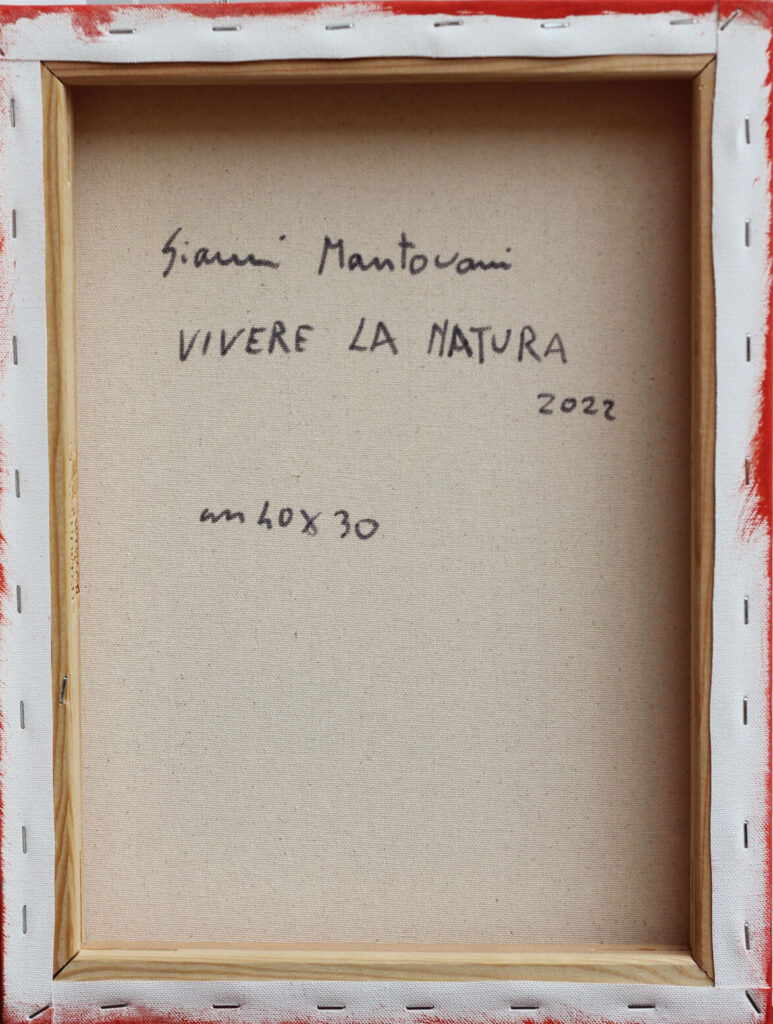 Gianni Mantovani
VIVERE LA NATURA
2022
cm 40x30